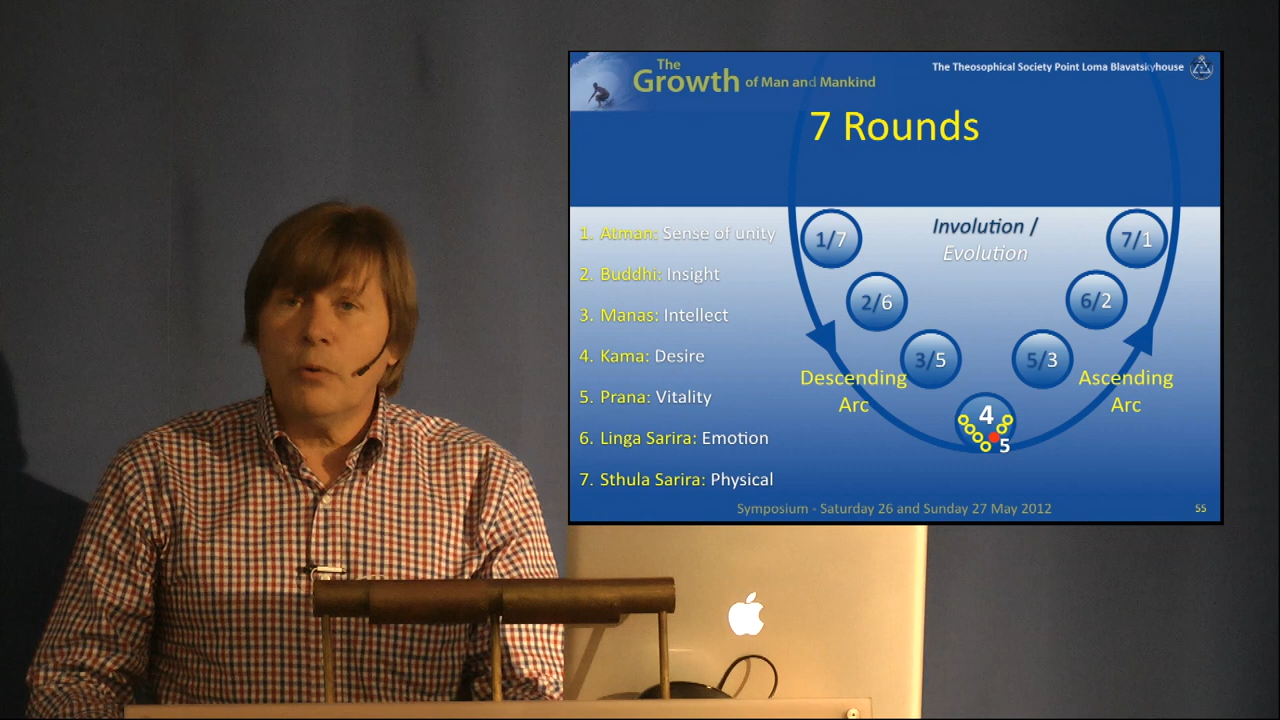 The
Growth of Man and Mankind
The Theosophical Society Point Loma Blavatskyhouse
7 Rounds
1. Atman: Sense of unity
2. Buddhi: Insight
3. Manas: Intellect
4. Kama: Desire
5. Prana: Vitality
6. Linga Sarira: Emotion
7. Sthula Sarira: Physical
Involution /
Evolution
1/7
7/1
2/6
6/2
3/5
5/3
Descending
Arc
Ascending
Arc
4
5
Symposium - Saturday 26 and Sunday 27 May 2012
55